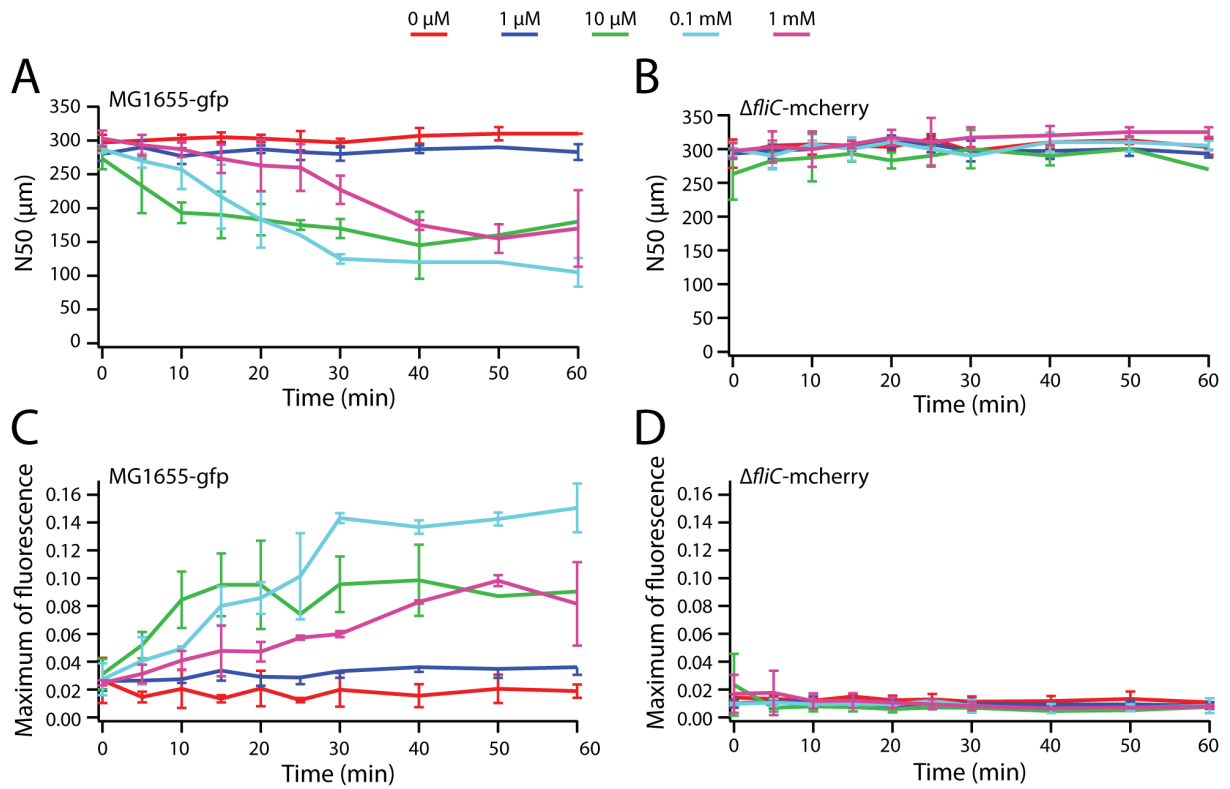 0 μM 1 μM 10 μM 0.1 mM 1 mM
A
MG1655-gfp
350
300
250
200
150
100
50
0
N50 (μm)
0 10 20 30 40 50 60
Time (min)
B
ΔfliC-mcherry
350
300
250
200
150
100
50
0
N50 (μm)
0 10 20 30 40 50 60
Time (min)
C
MG1655-gfp
0.16
0.14
0.12
0.10
0.08
0.06
0.04
0.02
0.00
Maximum of fluorescence
0 10 20 30 40 50 60
Time (min)
D
ΔfliC-mcherry
0.16
0.14
0.12
0.10
0.08
0.06
0.04
0.02
0.00
Maximum of fluorescence
0 10 20 30 40 50 60
Time (min)